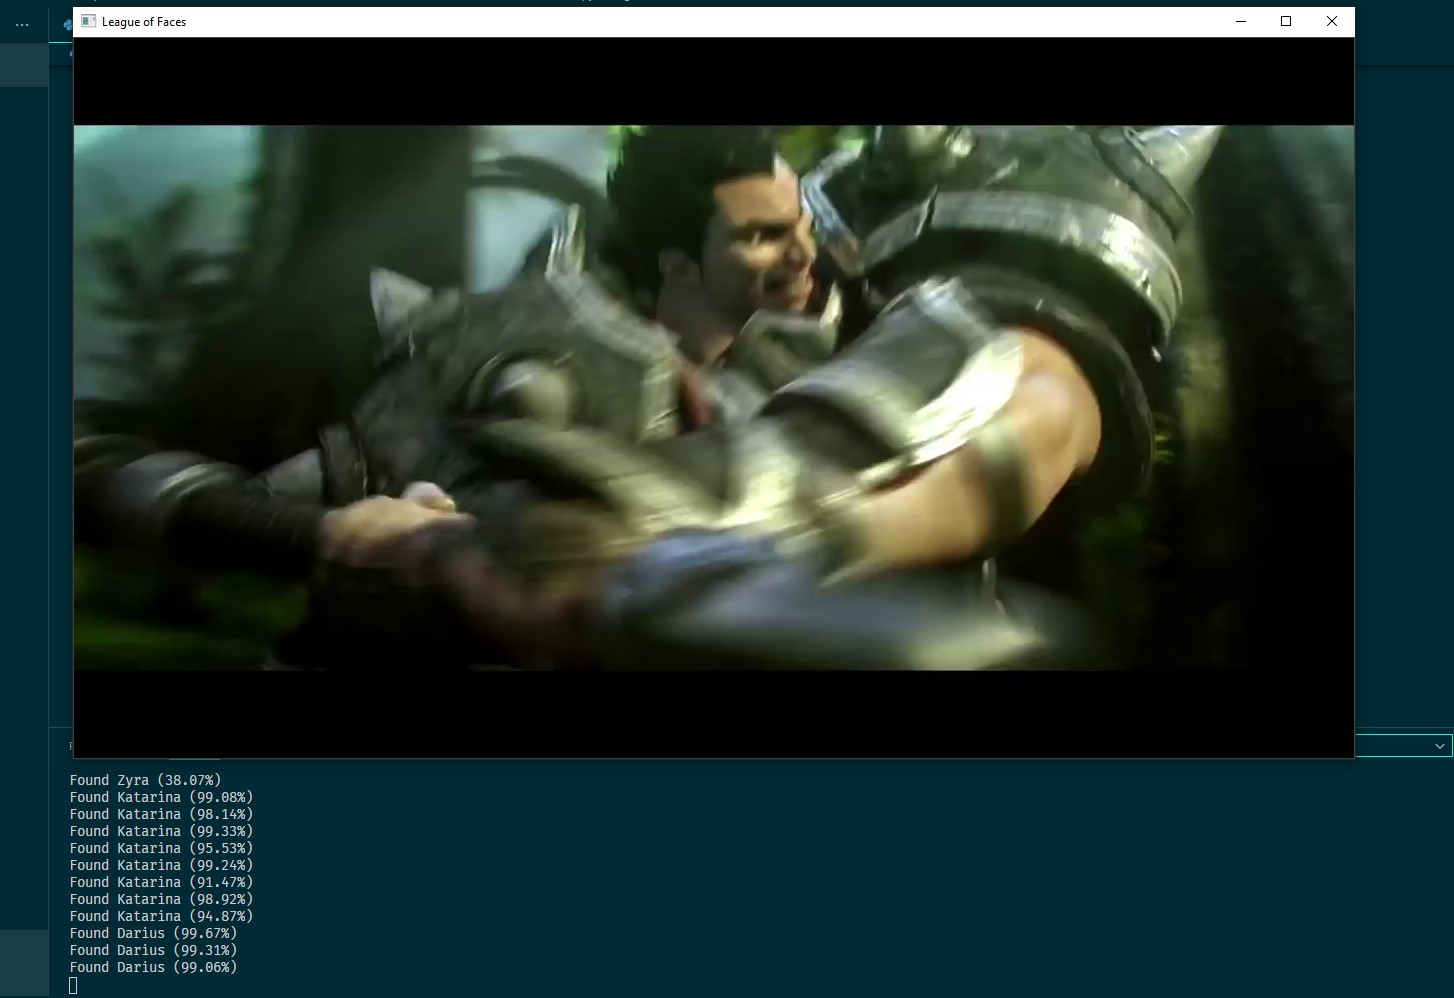 League of Faces
Found Zyra (38.07%)
Found Katarina (99.08%)
Found Katarina (98.14%)
Found Katarina (99.33%)
Found Katarina (95.53%)
Found Katarina (99.24%)
Found Katarina (91.47%)
Found Katarina (98.92%)
Found Katarina (94.87%)
Found Darius (99.67%)
Found Darius (99.31%)
Found Darius (99.06%)